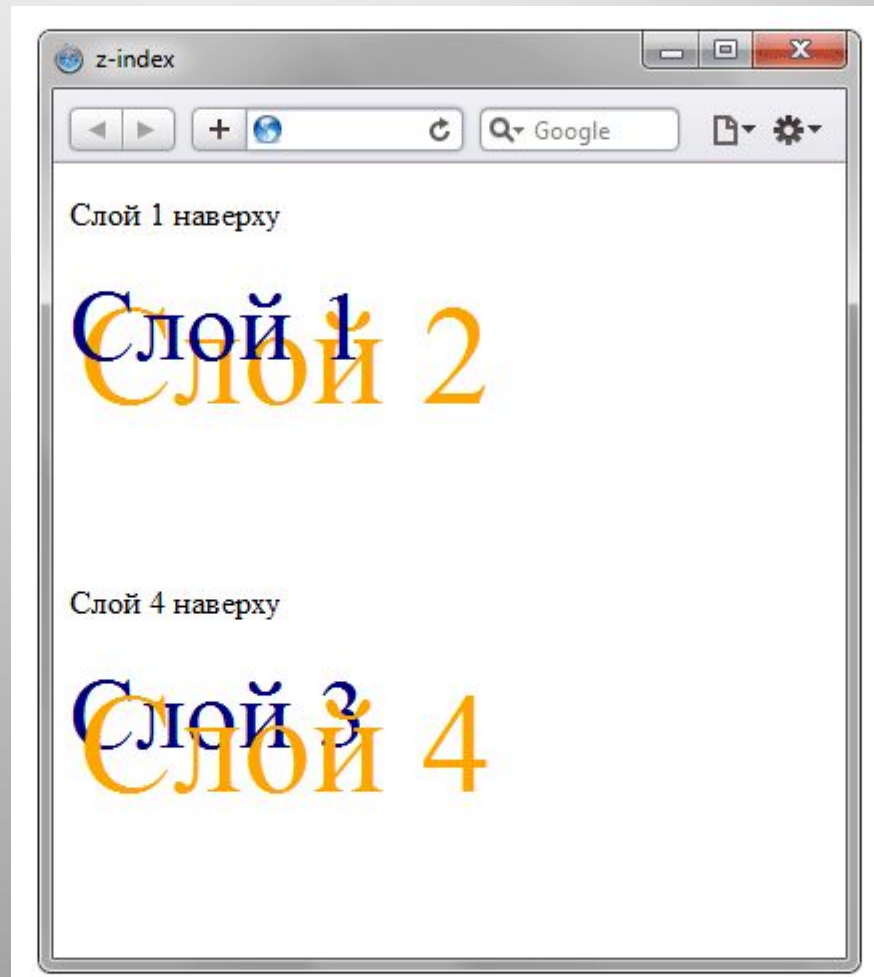 z-index
Google
Слой 1 наверху
Слой 1
Слой 2
Слой 4 наверху
Слой 3
Слой 4